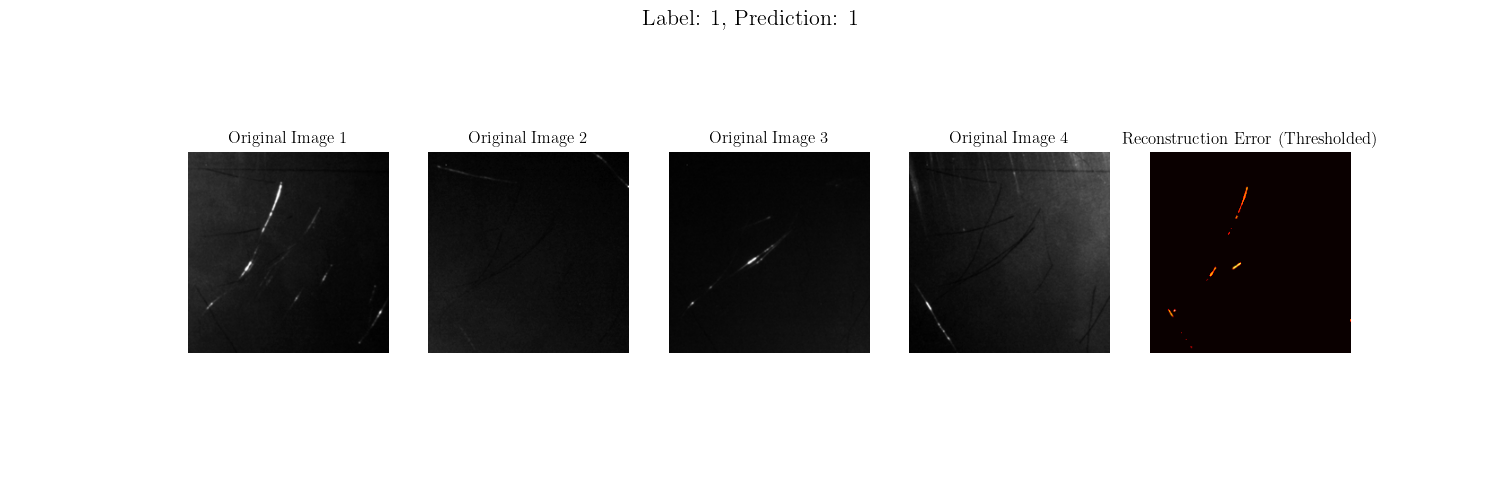 Label: 1, Prediction: 1
Original Image 1
Original Image 2
Original Image 3
Original Image 4
Reconstruction Error (Thresholded)